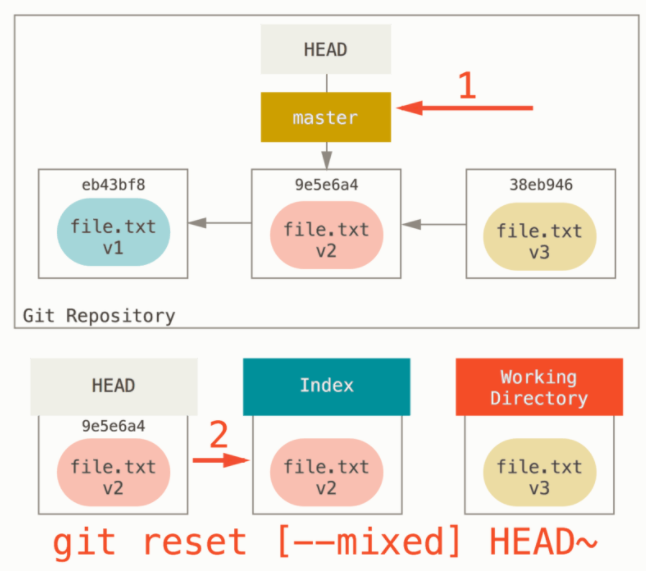 HEAD
1
master
eb43bf8
9e5e6a4
38eb946
file.txt
v1
file.txt
v2
file.txt
v3
Git Repository
HEAD
Index
Working
Directory
9e5e6a4
2
file.txt
v2
file.txt
v2
file.txt
v3
git reset [--mixed] HEAD~